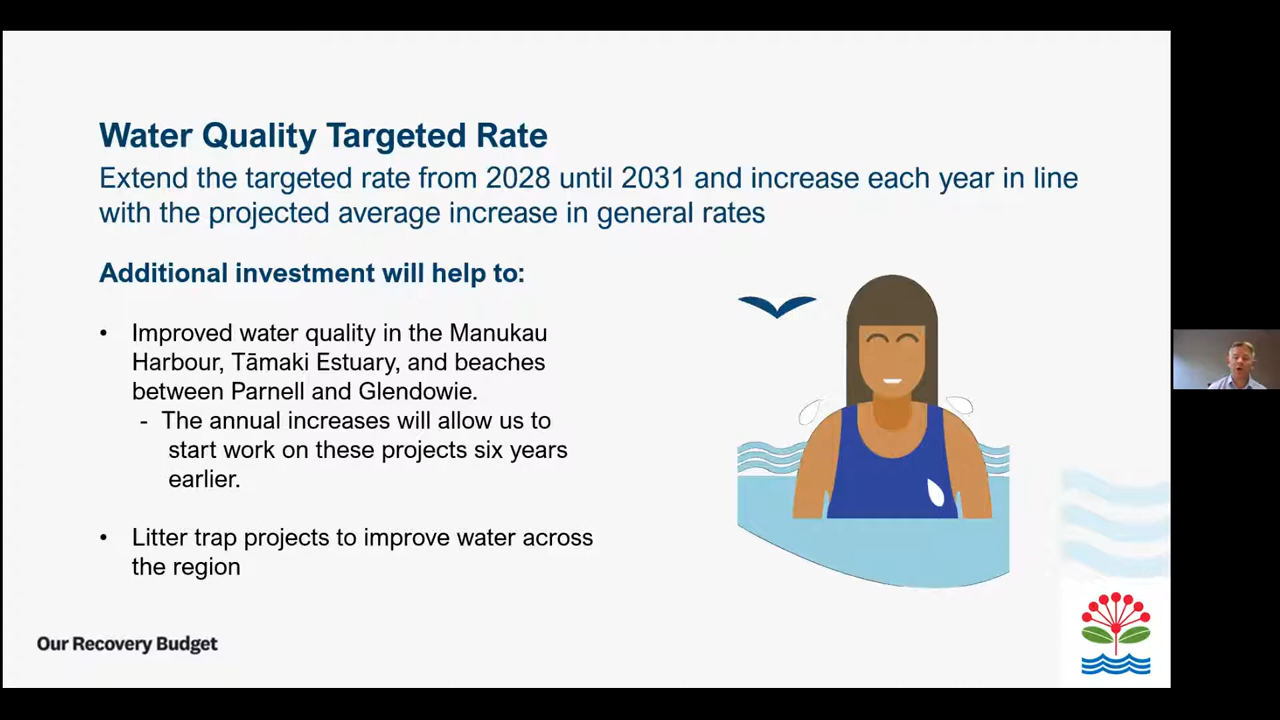 Water Quality Targeted Rate
Extend the targeted rate from 2028 until 2031 and increase each year in line
with the projected average increase in general rates
Additional investment will help to:
• Improved water quality in the Manukau
Harbour, Tāmaki Estuary, and beaches
between Parnell and Glendowie.
- The annual increases will allow us to
start work on these projects six years
earlier.
• Litter trap projects to improve water across
the region
Our Recovery Budget